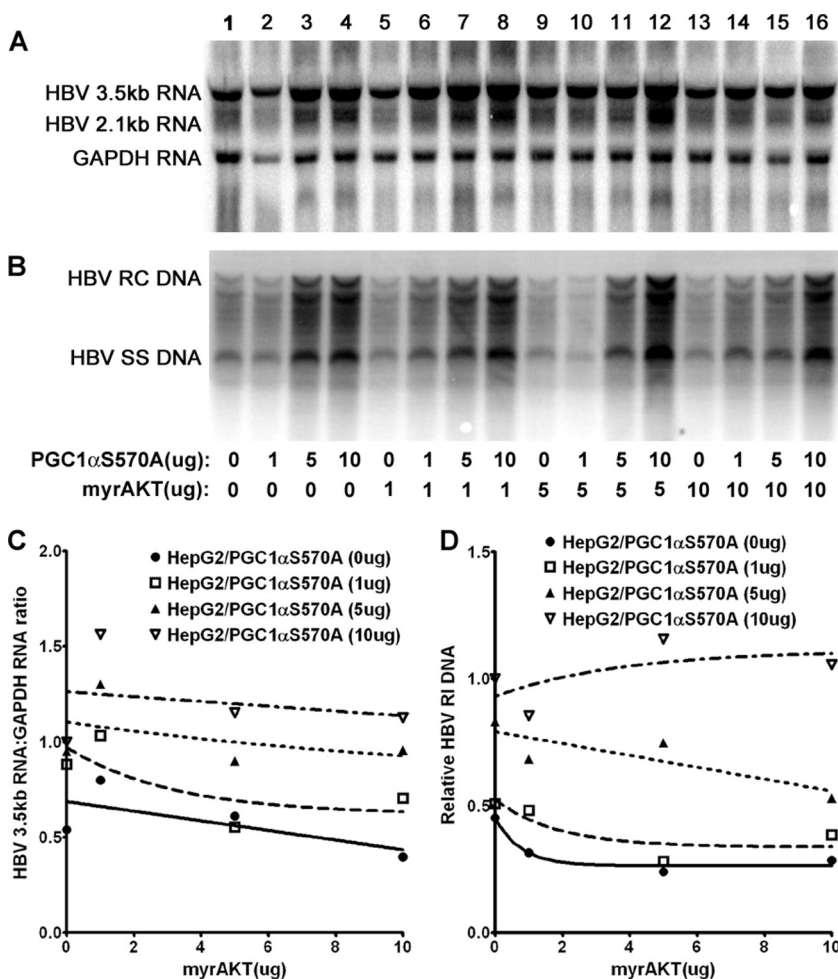 1 2 3 4 5 6 7 8 9 10 11 12 13 14 15 16
A
HBV 3.5kb RNA
HBV 2.1kb RNA
GAPDH RNA
B
HBV RC DNA
HBV SS DNA
PGC1αS570A(ug): 0 1 5 10 0 1 5 10 0 1 5 10 0 1 5 10
myrAKT(ug): 0 0 0 0 1 1 1 1 5 5 5 5 10 10 10 10
C
HepG2/PGC1αS570A (0ug)
HepG2/PGC1αS570A (1ug)
HepG2/PGC1αS570A (5ug)
HepG2/PGC1αS570A (10ug)
HBV 3.5kb RNA:GAPDH RNA ratio
2.0
1.5
1.0
0.5
0.0
0 2 4 6 8 10
myrAKT(ug)
D
HepG2/PGC1αS570A (0ug)
HepG2/PGC1αS570A (1ug)
HepG2/PGC1αS570A (5ug)
HepG2/PGC1αS570A (10ug)
Relative HBV RI DNA
1.5
1.0
0.5
0.0
0 2 4 6 8 10
myrAKT(ug)